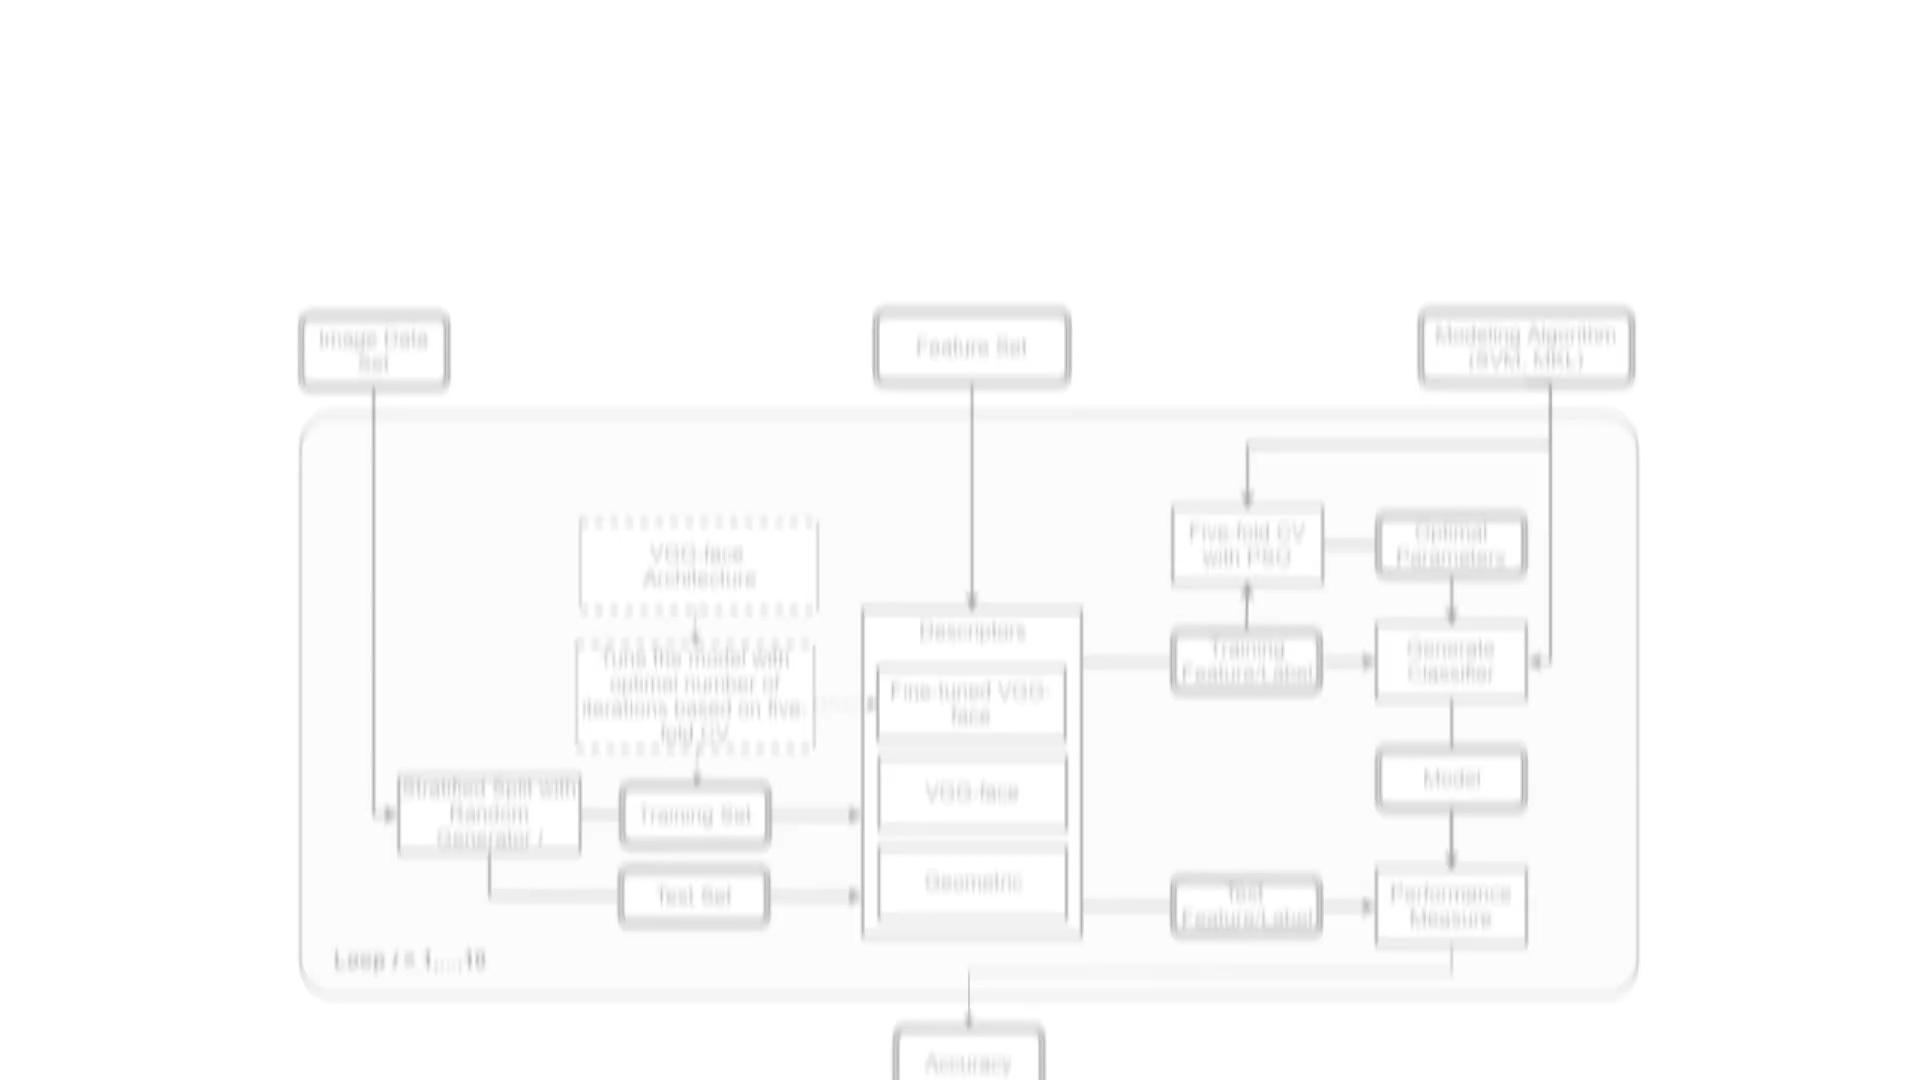 Image Data
Set
Feature Set
Modeling Algorithm
(SVM, MKL)
VGG-face
Architecture
Tune the model with
optimal number of
iterations based on five-
fold CV
Stratified Split with
Random
Generator i
Training Set
Test Set
Descriptors
Fine-tuned VGG-
face
VGG-face
Geometric
Five-fold CV
with PSO
Optimal
Parameters
Training
Feature/Label
Generate
Classifier
Model
Test
Feature/Label
Performance
Measure
Loop i = 1,...,10
Accuracy